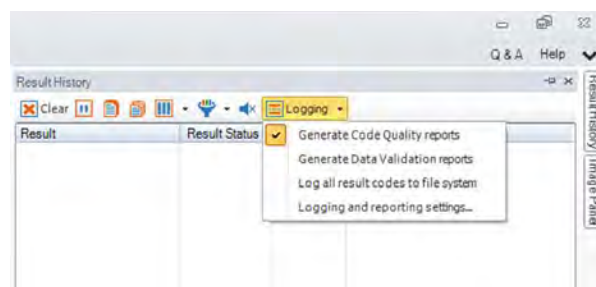 Q & A Help
Result History
Clear Logging
Result Result Status
Generate Code Quality reports
Generate Data Validation reports
Log all result codes to file system
Logging and reporting settings...
Result History
Image Panel